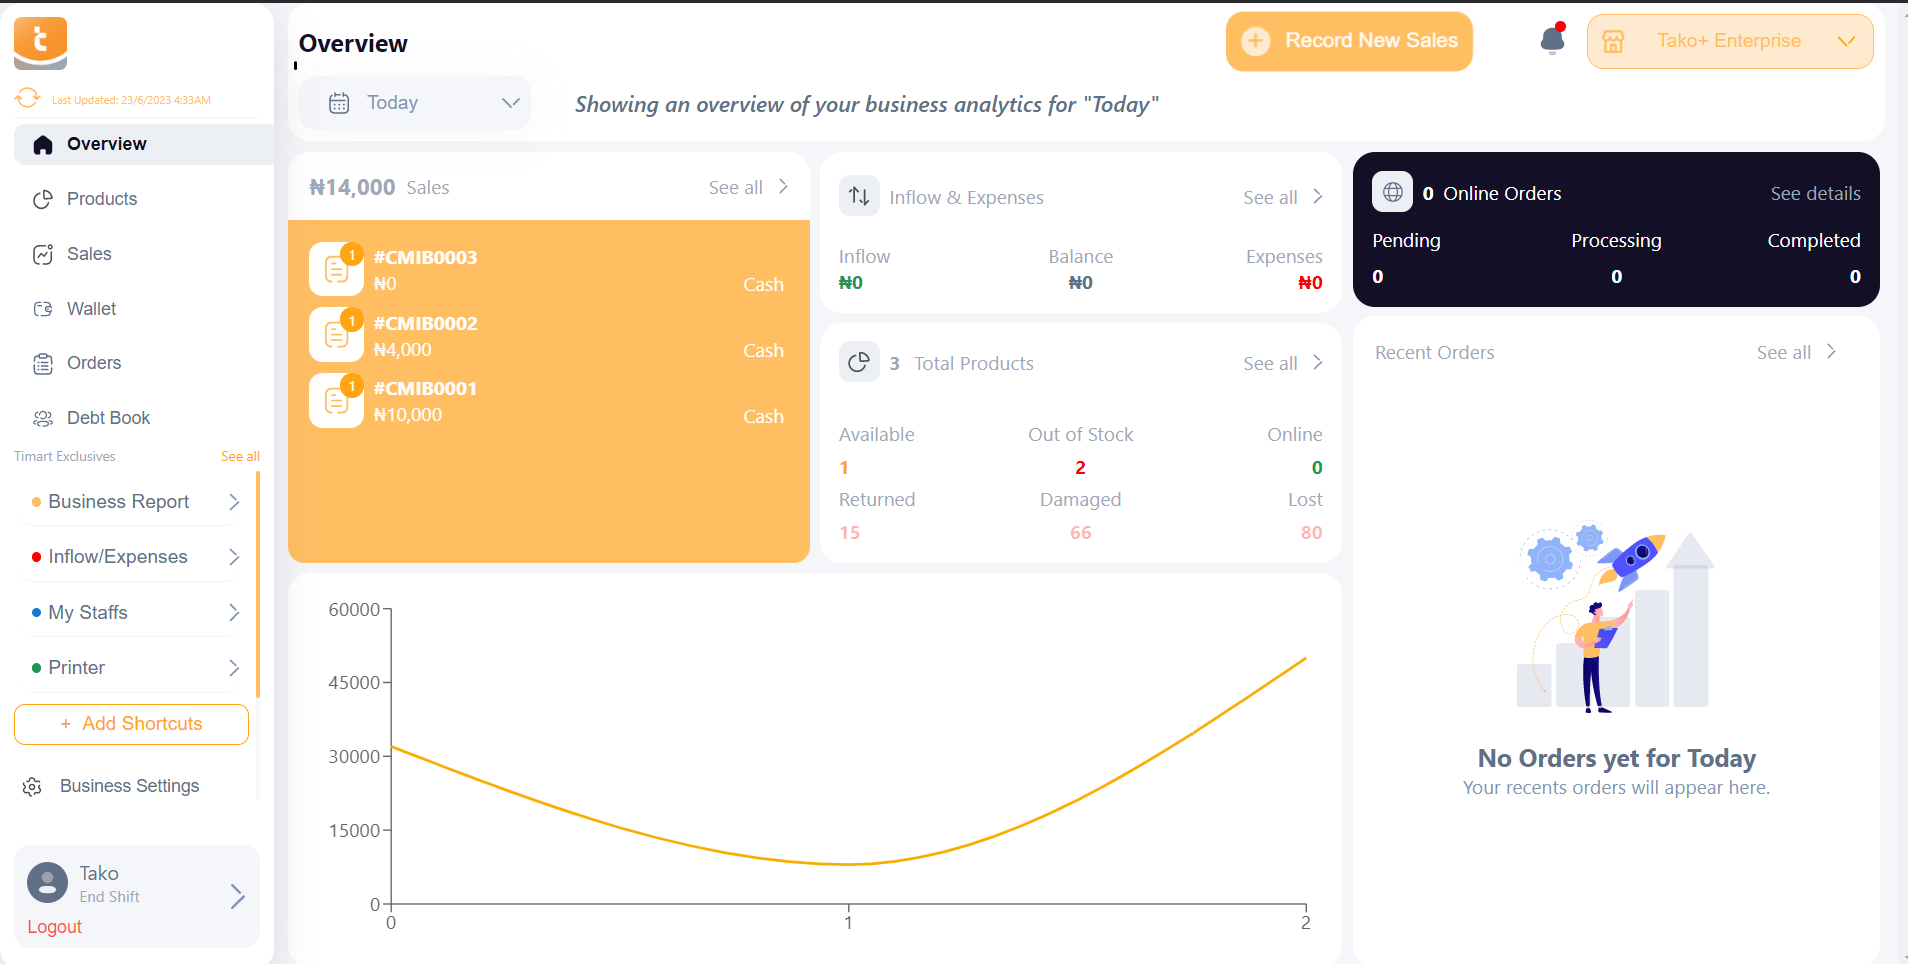 t
Last Updated: 23/6/2023 4:33AM
Overview
Products
Sales
Wallet
Orders
Debt Book
Timart Exclusives See all
Business Report
Inflow/Expenses
My Staffs
Printer
+ Add Shortcuts
Business Settings
Tako
End Shift
Logout
Overview
Record New Sales
Tako+ Enterprise
Today
Showing an overview of your business analytics for "Today"
₦14,000 Sales See all
1
#CMIB0003
₦0 Cash
1
#CMIB0002
₦4,000 Cash
1
#CMIB0001
₦10,000 Cash
Inflow & Expenses See all
Inflow Balance Expenses
₦0 ₦0 ₦0
3 Total Products See all
Available Out of Stock Online
1 2 0
Returned Damaged Lost
15 66 80
0 Online Orders See details
Pending Processing Completed
0 0 0
Recent Orders See all
No Orders yet for Today
Your recents orders will appear here.
60000
45000
30000
15000
0
0 1 2